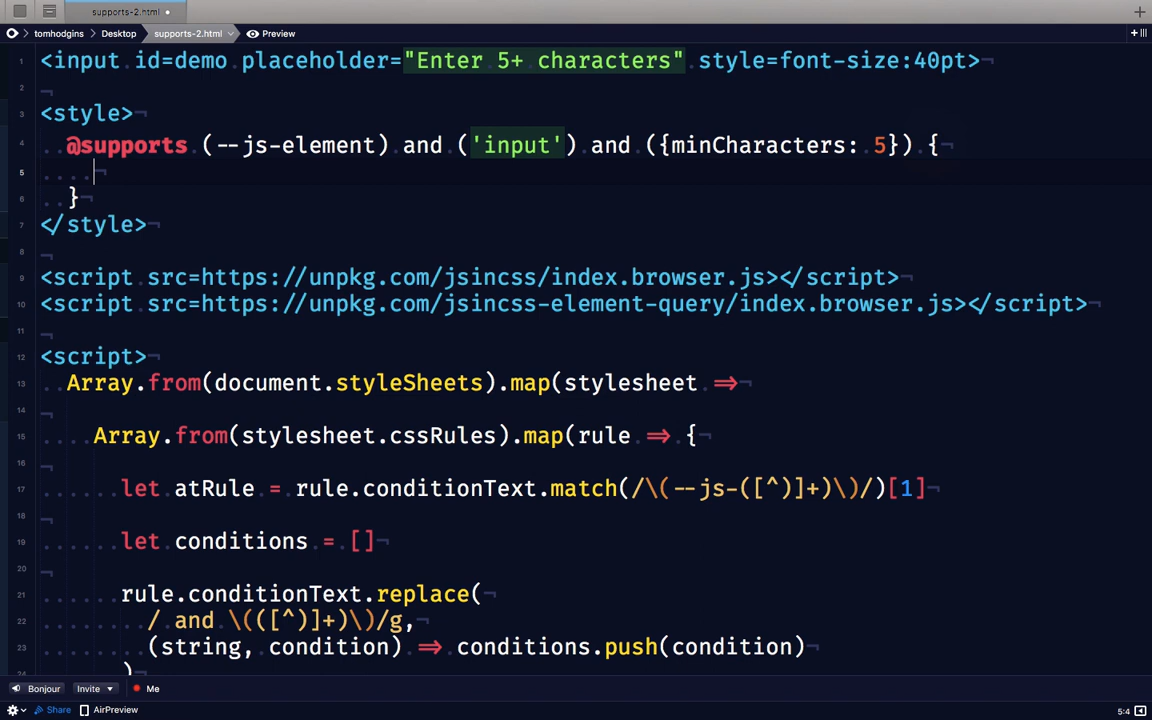 supports-2.html
tomhodgins Desktop supports-2.html Preview
1 <input id=demo placeholder="Enter 5+ characters" style=font-size:40pt>¬
2 ¬
3 <style>¬
4 @supports (--js-element) and ('input') and ({minCharacters: 5}) {¬
5 ¬
6 }¬
7 </style>¬
8 ¬
9 <script src=https://unpkg.com/jsincss/index.browser.js></script>¬
10 <script src=https://unpkg.com/jsincss-element-query/index.browser.js></script>¬
11 ¬
12 <script>¬
13 Array.from(document.styleSheets).map(stylesheet =>¬
14 ¬
15 Array.from(stylesheet.cssRules).map(rule => {¬
16 ¬
17 let atRule = rule.conditionText.match(/\(--js-([^)]+)\)/)[1]¬
18 ¬
19 let conditions = []¬
20 ¬
21 rule.conditionText.replace(¬
22 / and \(([^)]+)\)/g,¬
23 (string, condition) => conditions.push(condition)¬
24 )¬
Bonjour Invite Me
Share AirPreview 5:4